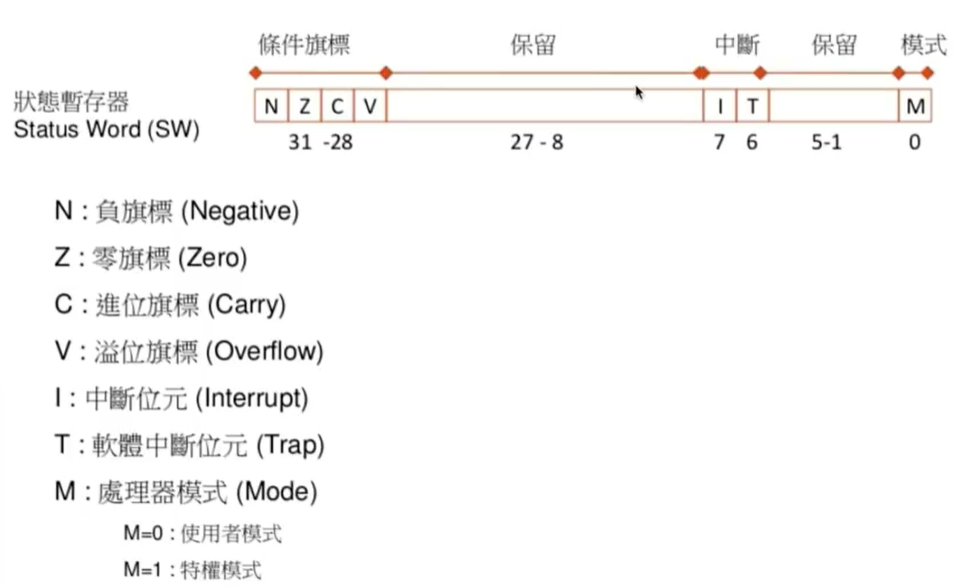 條件旗標 保留 中斷 保留 模式
狀態暫存器
Status Word (SW)
N Z C V I T M
31 -28 27 - 8 7 6 5-1 0
N : 負旗標 (Negative)
Z : 零旗標 (Zero)
C : 進位旗標 (Carry)
V : 溢位旗標 (Overflow)
I : 中斷位元 (Interrupt)
T : 軟體中斷位元 (Trap)
M : 處理器模式 (Mode)
M=0 : 使用者模式
M=1 : 特權模式